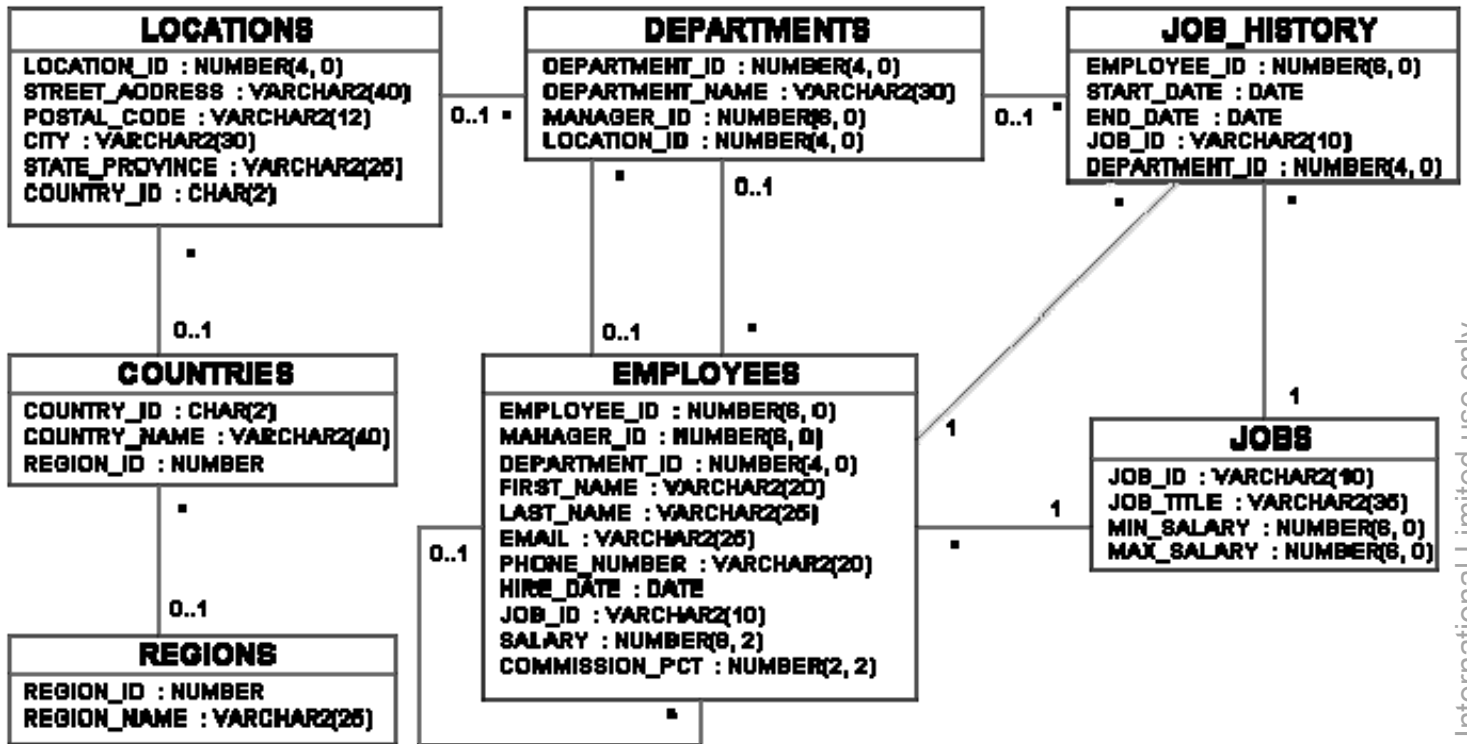 LOCATIONS
LOCATION_ID : NUMBER(4, 0)
STREET_ADDRESS : VARCHAR2(40)
POSTAL_CODE : VARCHAR2(12)
CITY : VARCHAR2(30)
STATE_PROVINCE : VARCHAR2(25)
COUNTRY_ID : CHAR(2)
0..1 *
DEPARTMENTS
DEPARTMENT_ID : NUMBER(4, 0)
DEPARTMENT_NAME : VARCHAR2(30)
MANAGER_ID : NUMBER(6, 0)
LOCATION_ID : NUMBER(4, 0)
0..1 *
JOB_HISTORY
EMPLOYEE_ID : NUMBER(6, 0)
START_DATE : DATE
END_DATE : DATE
JOB_ID : VARCHAR2(10)
DEPARTMENT_ID : NUMBER(4, 0)
*
0..1
*
0..1
0..1
*
*
*
1
1
COUNTRIES
COUNTRY_ID : CHAR(2)
COUNTRY_NAME : VARCHAR2(40)
REGION_ID : NUMBER
*
0..1
EMPLOYEES
EMPLOYEE_ID : NUMBER(6, 0)
MANAGER_ID : NUMBER(6, 0)
DEPARTMENT_ID : NUMBER(4, 0)
FIRST_NAME : VARCHAR2(20)
LAST_NAME : VARCHAR2(25)
EMAIL : VARCHAR2(25)
PHONE_NUMBER : VARCHAR2(20)
HIRE_DATE : DATE
JOB_ID : VARCHAR2(10)
SALARY : NUMBER(8, 2)
COMMISSION_PCT : NUMBER(2, 2)
0..1
*
1
*
JOBS
JOB_ID : VARCHAR2(10)
JOB_TITLE : VARCHAR2(35)
MIN_SALARY : NUMBER(6, 0)
MAX_SALARY : NUMBER(6, 0)
REGIONS
REGION_ID : NUMBER
REGION_NAME : VARCHAR2(25)
International Limited use only